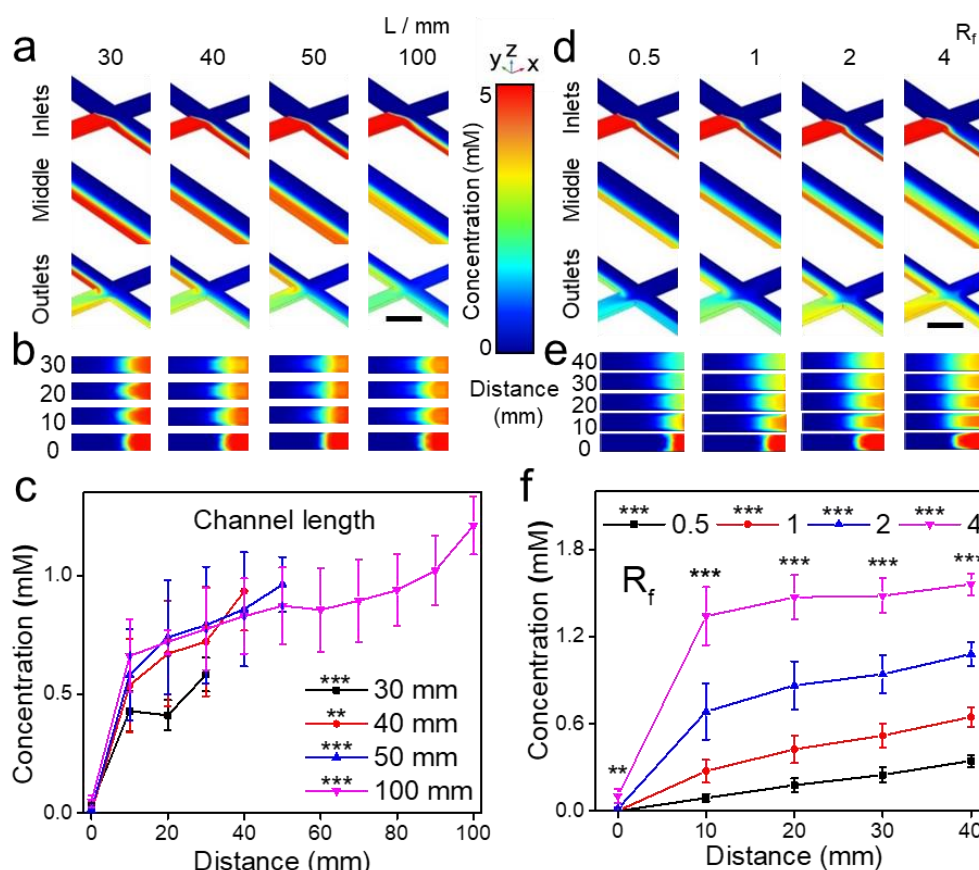 a
L / mm
30 40 50 100
Inlets
Middle
Outlets
y z x
5
Concentration (mM)
0
d
R_f
0.5 1 2 4
Inlets
Middle
Outlets
b
30
20
10
0
Distance
(mm)
e
40
30
20
10
0
c
Channel length
Concentration (mM)
1.0
0.5
0.0
*** 30 mm
** 40 mm
*** 50 mm
*** 100 mm
0 20 40 60 80 100
Distance (mm)
f
*** 0.5 *** 1 *** 2 *** 4
R_f
Concentration (mM)
1.8
1.2
0.6
0.0
** *** *** *** ***
0 10 20 30 40
Distance (mm)